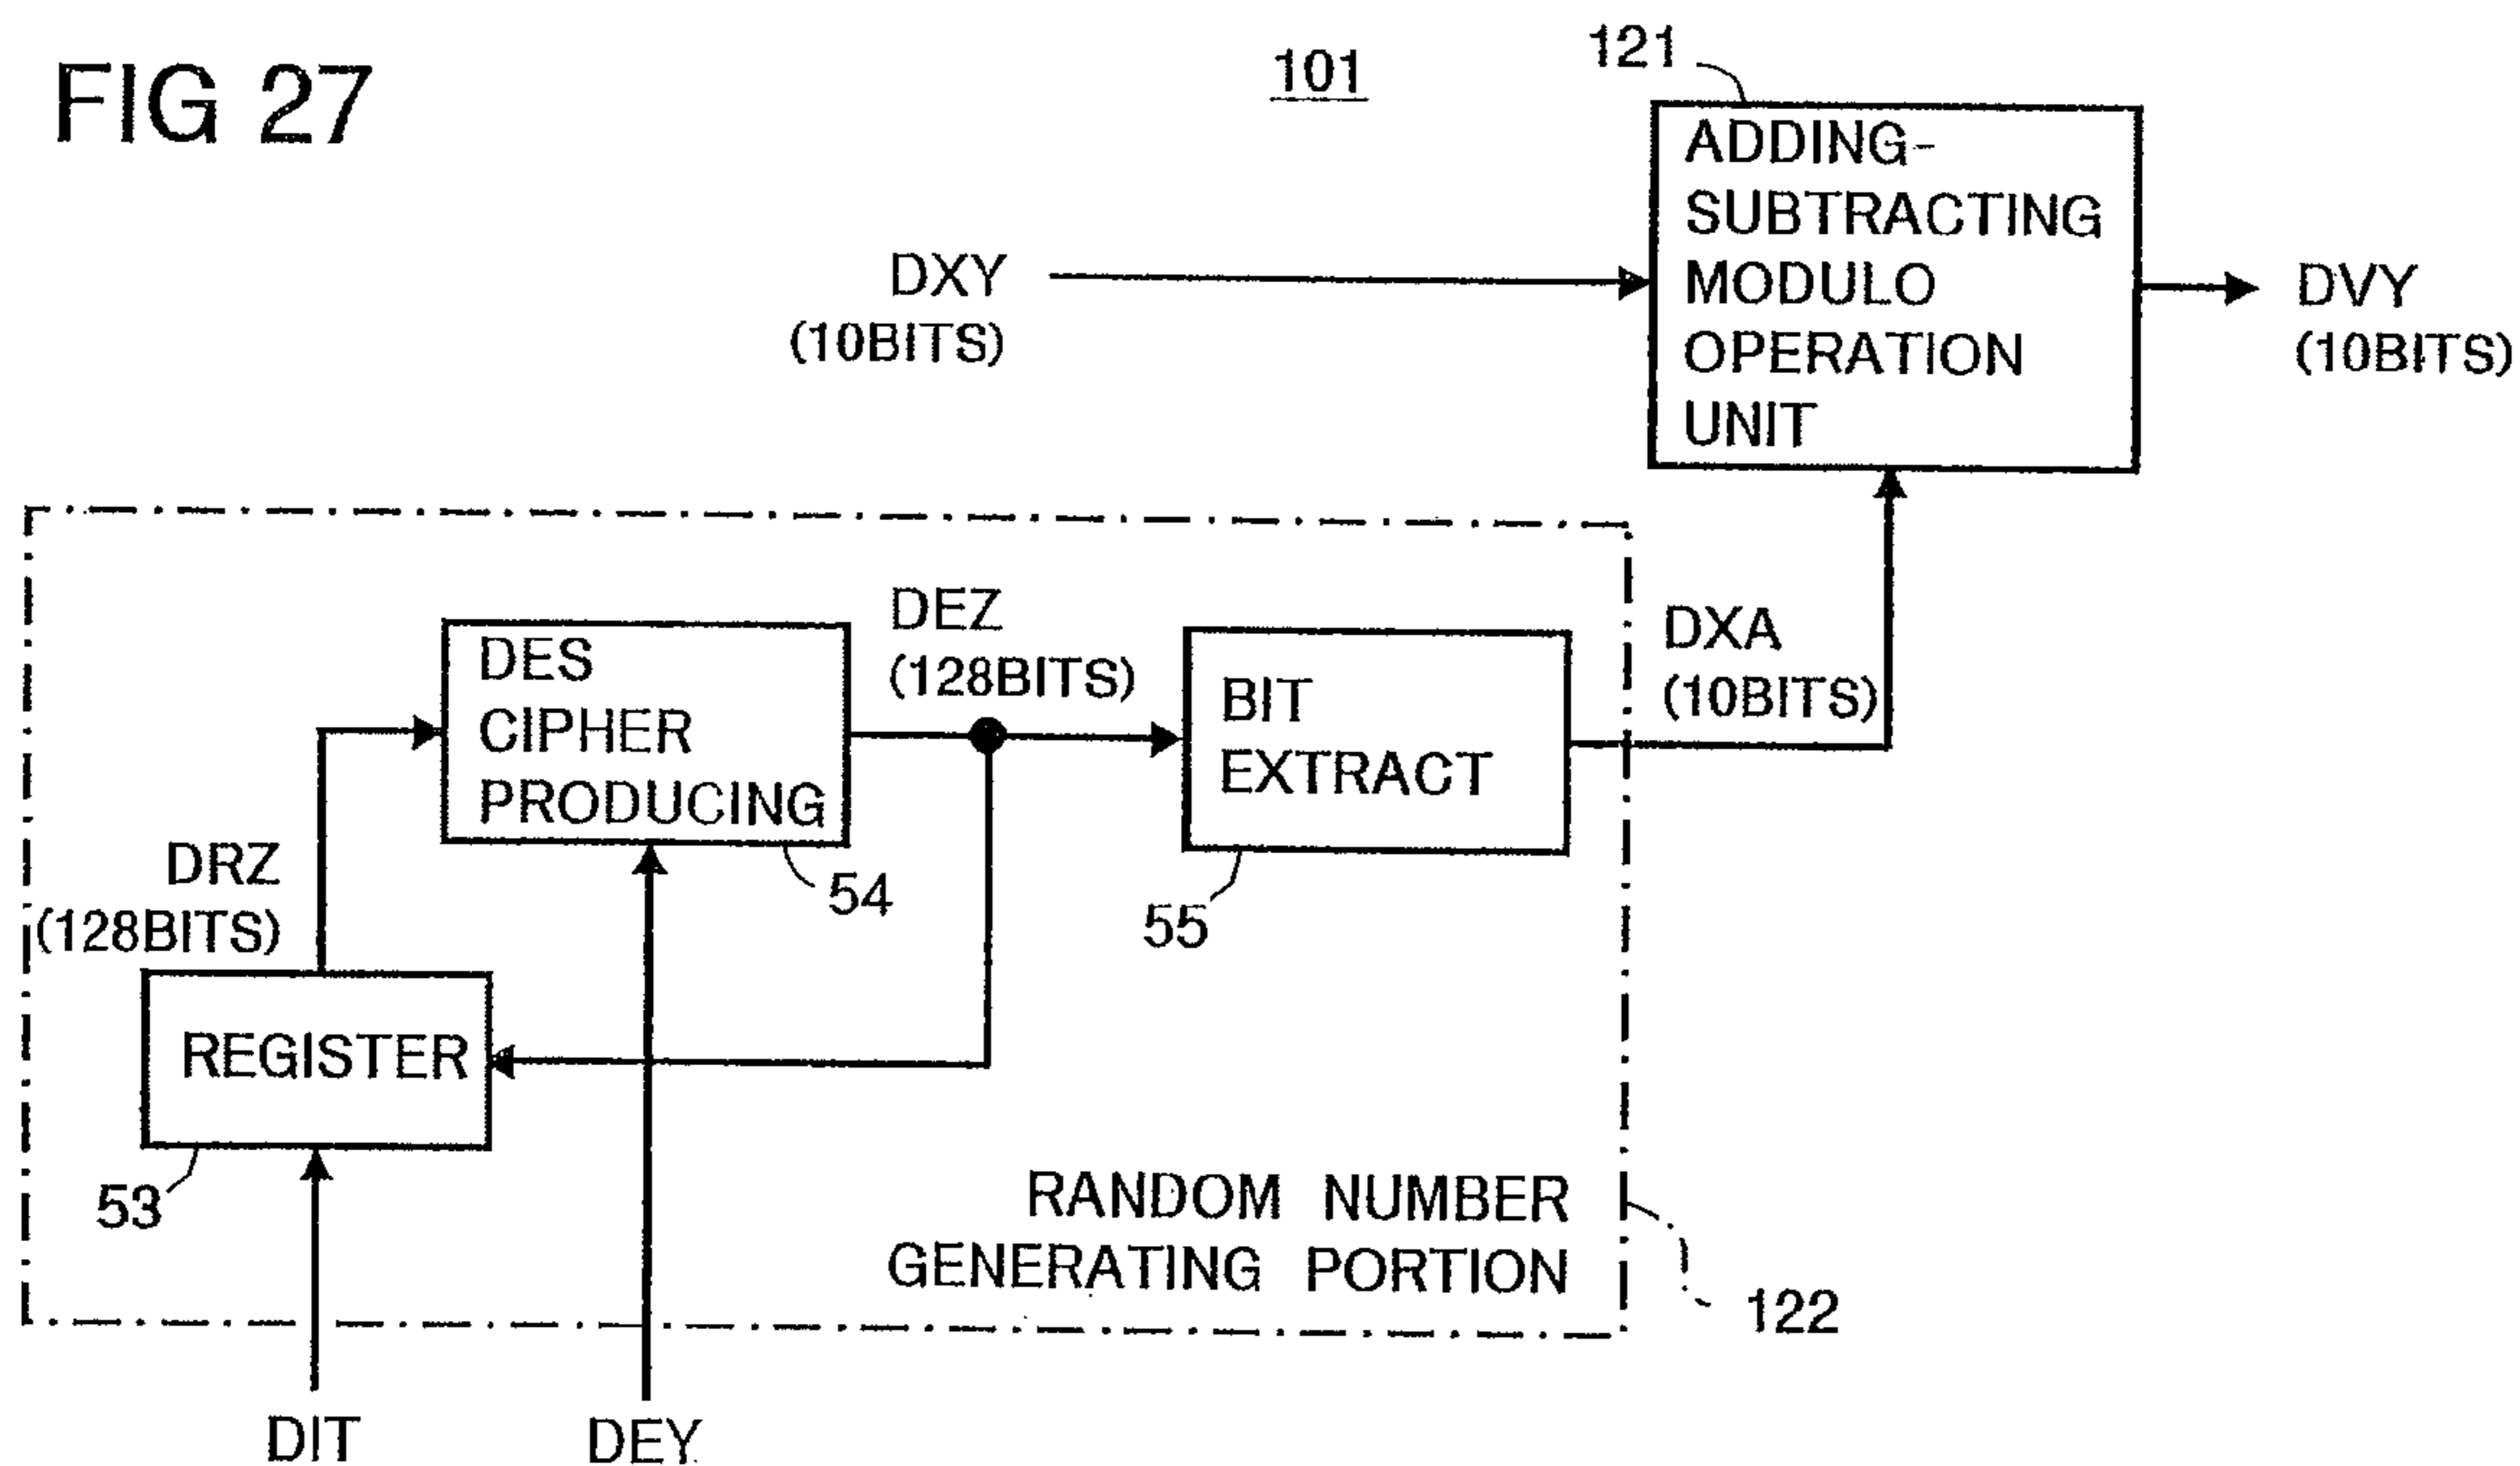 FIG 27
101
121
ADDING-
SUBTRACTING
MODULO
OPERATION
UNIT
DXY
(10BITS)
DVY
(10BITS)
DES
CIPHER
PRODUCING
54
DEZ
(128BITS)
BIT
EXTRACT
55
DXA
(10BITS)
DRZ
(128BITS)
REGISTER
53
RANDOM NUMBER
GENERATING PORTION
122
DIT
DEY